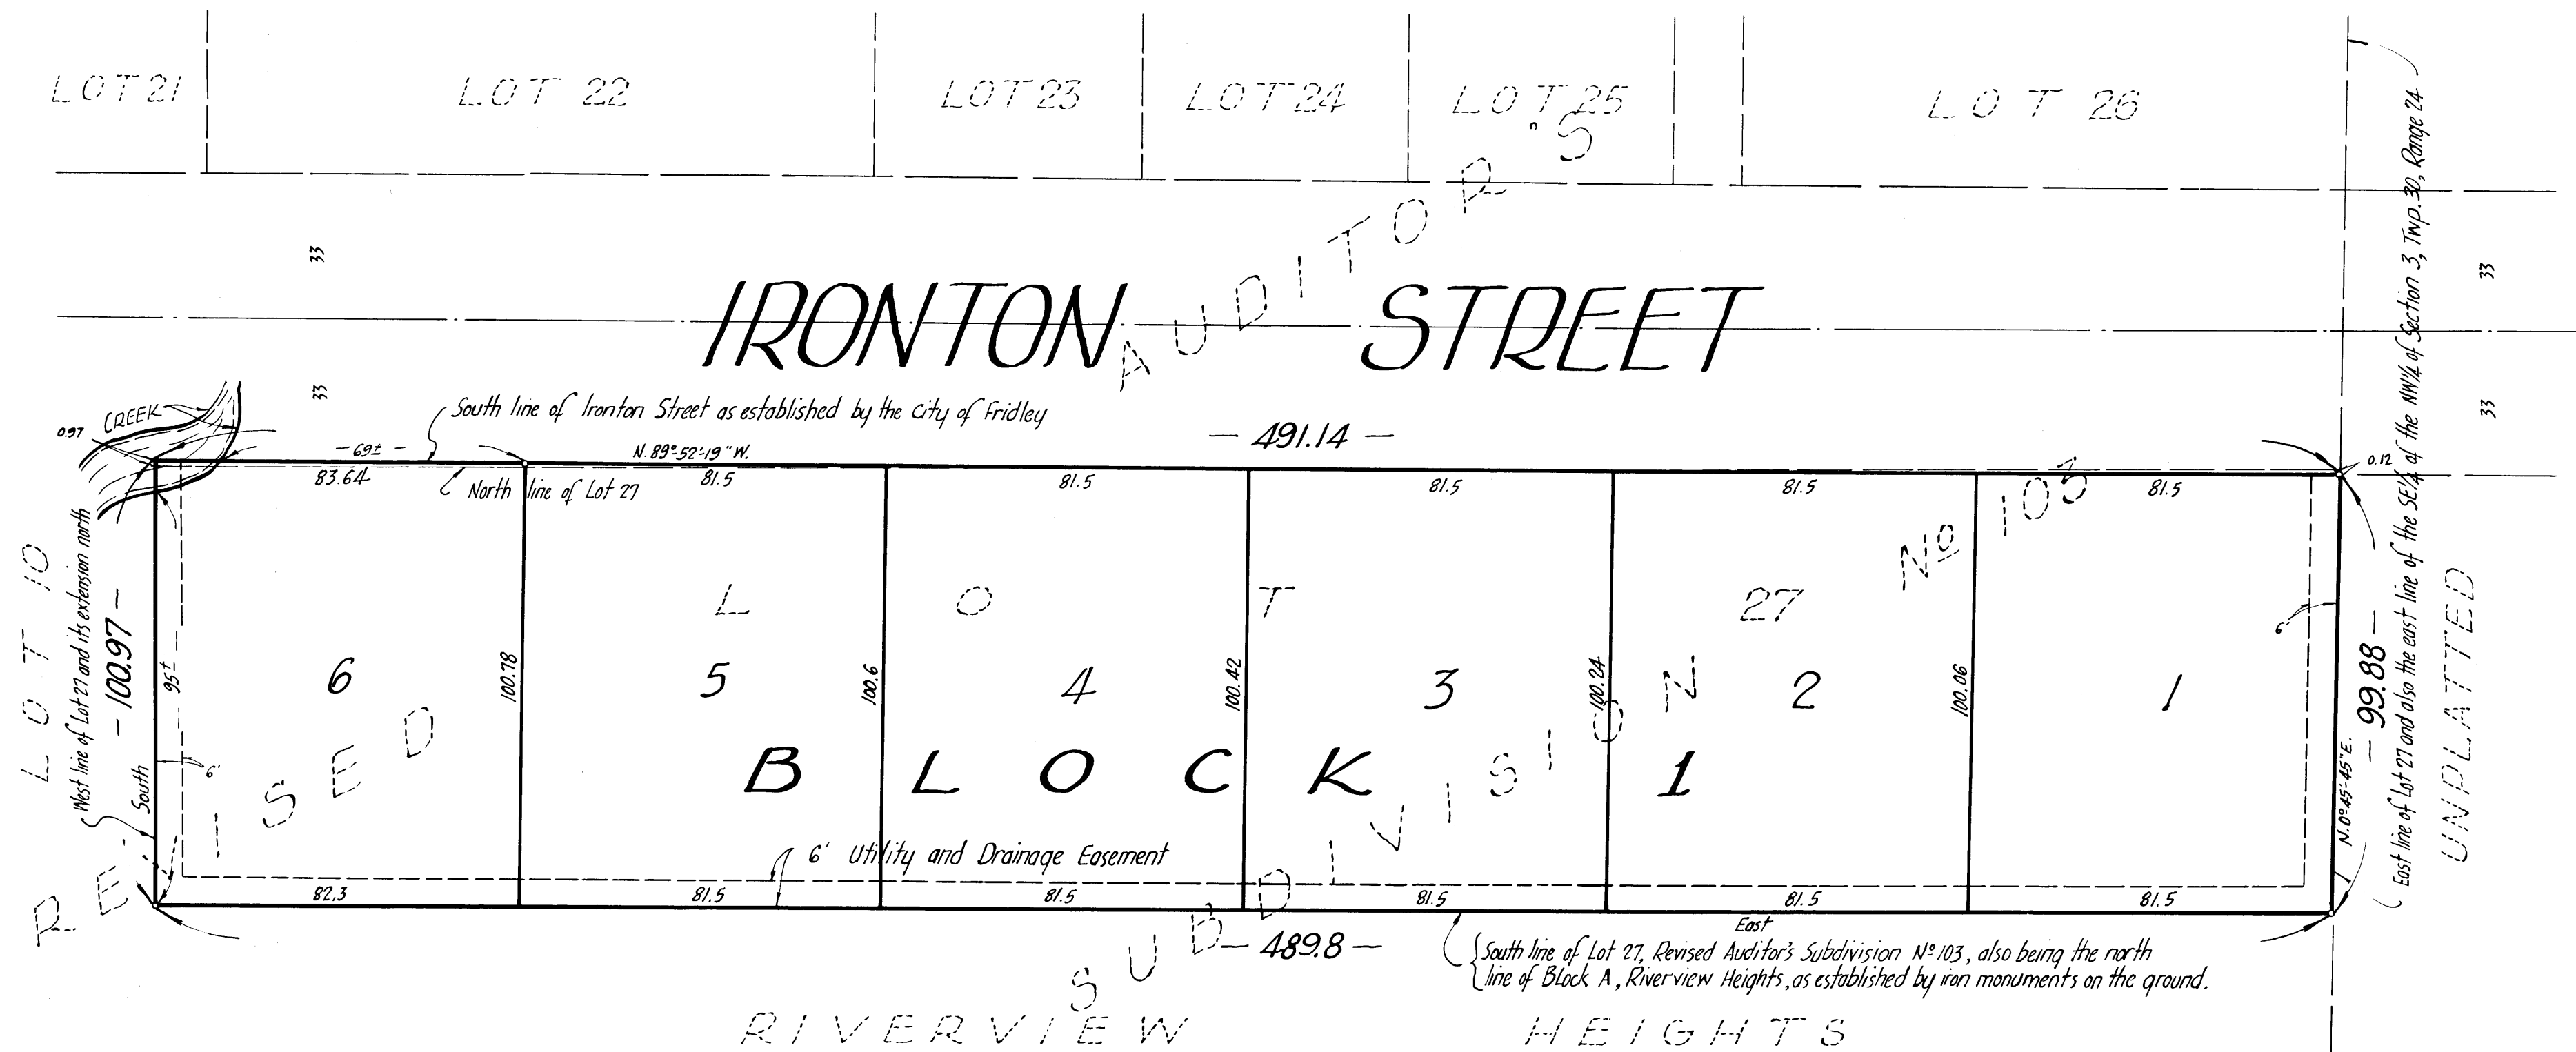 LOT 21
LOT 22
LOT 23
LOT 24
LOT 25
LOT 26
33
33
33
33
IRONTON STREET
REVISED AUDITOR'S SUBDIVISION Nº 103
CREEK
0.97
South line of Ironton Street as established by the City of Fridley
— 491.14 —
— 69± —
N. 89°-52'-19" W.
0.12
83.64
81.5
81.5
81.5
81.5
81.5
North line of Lot 27
LOT 10
West line of Lot 27 and its extension north
— 100.97 —
South
95±
6'
LOT 27
6
5
4
3
2
1
100.78
100.6
100.42
100.24
100.06
BLOCK 1
6'
— 99.88 —
N. 0°-45'-45" E.
East line of Lot 27 and also the east line of the SE¼ of the NW¼ of Section 3, Twp. 30, Range 24
UNPLATTED
6' Utility and Drainage Easement
82.3
81.5
81.5
81.5
81.5
81.5
— 489.8 —
East
South line of Lot 27, Revised Auditor's Subdivision Nº 103, also being the north
line of Block A, Riverview Heights, as established by iron monuments on the ground.
RIVERVIEW HEIGHTS